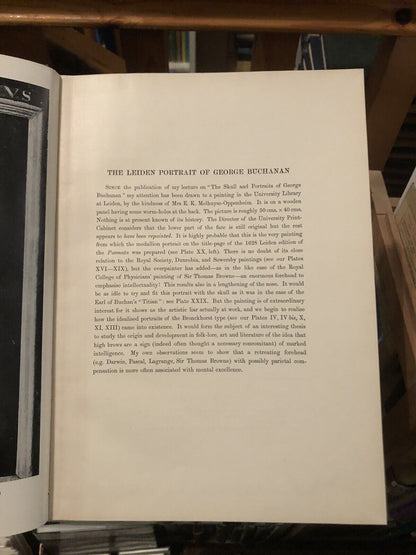 VS
THE LEIDEN PORTRAIT OF GEORGE BUCHANAN
SINCE the publication of my lecture on "The Skull and Portraits of George
Buchanan" my attention has been drawn to a painting in the University Library
at Leiden, by the kindness of Mrs E. K. Molhuyse-Oppenheim. It is on a wooden
panel having some worm-holes at the back. The picture is roughly 50 cms. × 40 cms.
Nothing is at present known of its history. The Director of the University Print-
Cabinet considers that the lower part of the face is still original but the rest
appears to have been repainted. It is highly probable that this is the very painting
from which the medallion portrait on the title-page of the 1628 Leiden edition of
the Poemata was prepared (see Plate XX, left). There is no doubt of its close
relation to the Royal Society, Dunrobin, and Sowersby paintings (see our Plates
XVI—XIX), but the overpainter has added—as in the like case of the Royal
College of Physicians' painting of Sir Thomas Browne—an enormous forehead to
emphasise intellectuality! This results also in a lengthening of the nose. It would
be as idle to try and fit this portrait with the skull as it was in the case of the
Earl of Buchan's "Titian": see Plate XXIX. But the painting is of extraordinary
interest for it shows us the artistic liar actually at work, and we begin to realise
how the idealised portraits of the Bronckhorst type (see our Plates IV, IV bis, X,
XI, XIII) came into existence. It would form the subject of an interesting thesis
to study the origin and development in folk-lore, art and literature of the idea that
high brows are a sign (indeed often thought a necessary concomitant) of marked
intelligence. My own observations seem to show that a retreating forehead
(e.g. Darwin, Pascal, Lagrange, Sir Thomas Browne) with possibly parietal com-
pensation is more often associated with mental excellence.